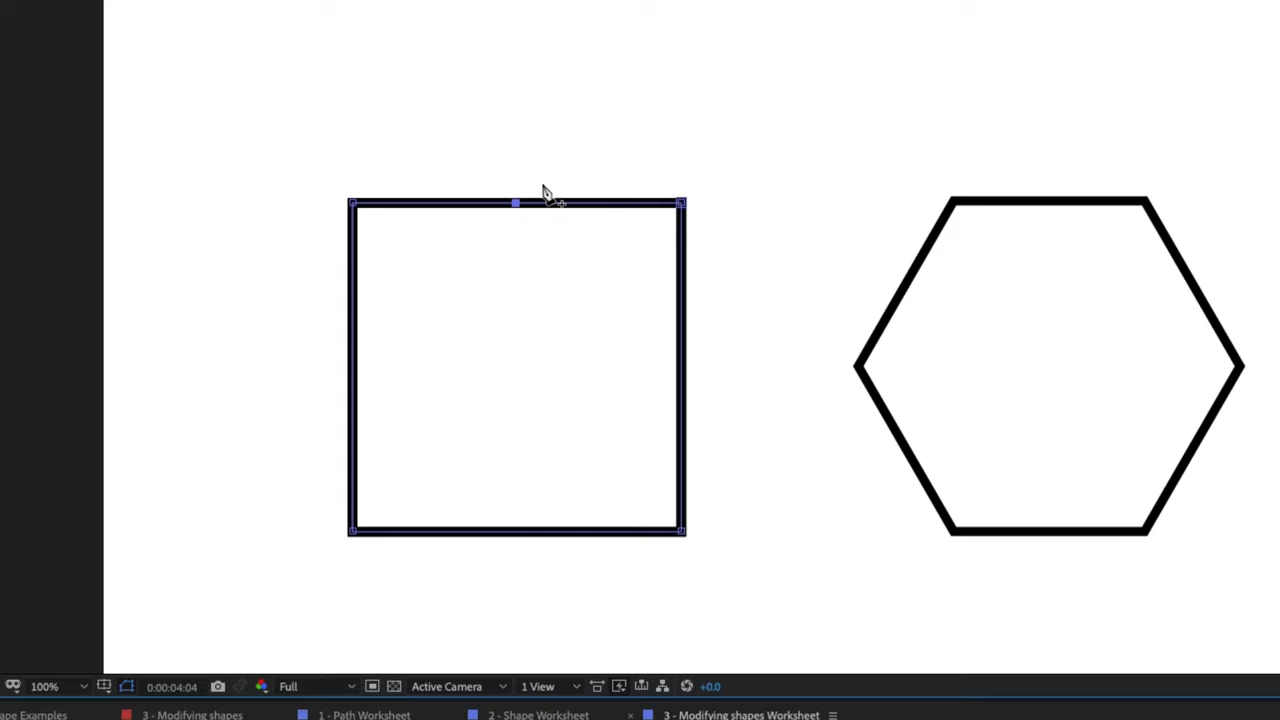 100% 0:00:04:04 Full Active Camera 1 View +0.0
ape Examples 3 - Modifying shapes 1 - Path Worksheet 2 - Shape Worksheet × 3 - Modifying shapes Worksheet